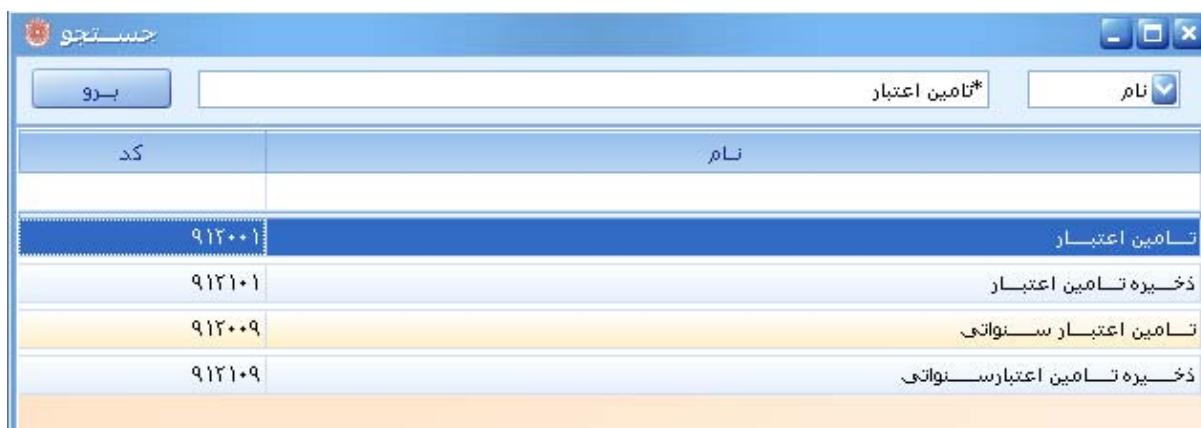 جستجو
نام *تامین اعتبار برو
نام کد
تامین اعتبار ۹۱۲۰۰۱
ذخیره تامین اعتبار ۹۱۲۱۰۱
تامین اعتبار سنواتی ۹۱۲۰۰۹
ذخیره تامین اعتبارسنواتی ۹۱۲۱۰۹